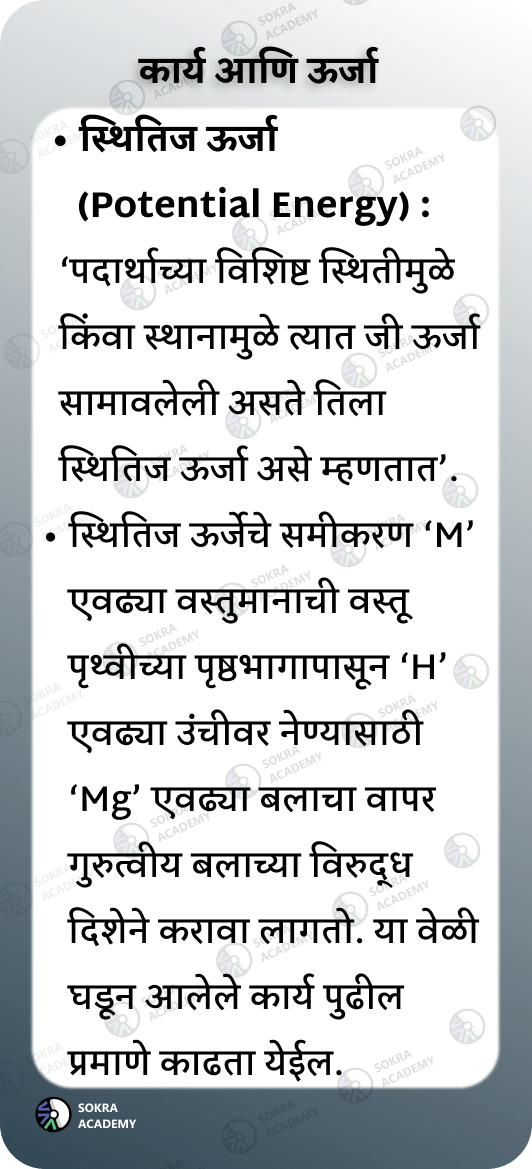 कार्य आणि ऊर्जा
• स्थितिज ऊर्जा
(Potential Energy) :
‘पदार्थाच्या विशिष्ट स्थितीमुळे
किंवा स्थानामुळे त्यात जी ऊर्जा
सामावलेली असते तिला
स्थितिज ऊर्जा असे म्हणतात’.
• स्थितिज ऊर्जेचे समीकरण ‘M’
एवढ्या वस्तुमानाची वस्तू
पृथ्वीच्या पृष्ठभागापासून ‘H’
एवढ्या उंचीवर नेण्यासाठी
‘Mg’ एवढ्या बलाचा वापर
गुरुत्वीय बलाच्या विरुद्ध
दिशेने करावा लागतो. या वेळी
घडून आलेले कार्य पुढील
प्रमाणे काढता येईल.
SOKRA
ACADEMY